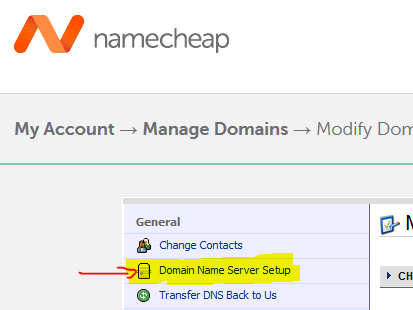 namecheap
My Account → Manage Domains → Modify Dom
General
Change Contacts
Domain Name Server Setup
Transfer DNS Back to Us
CH